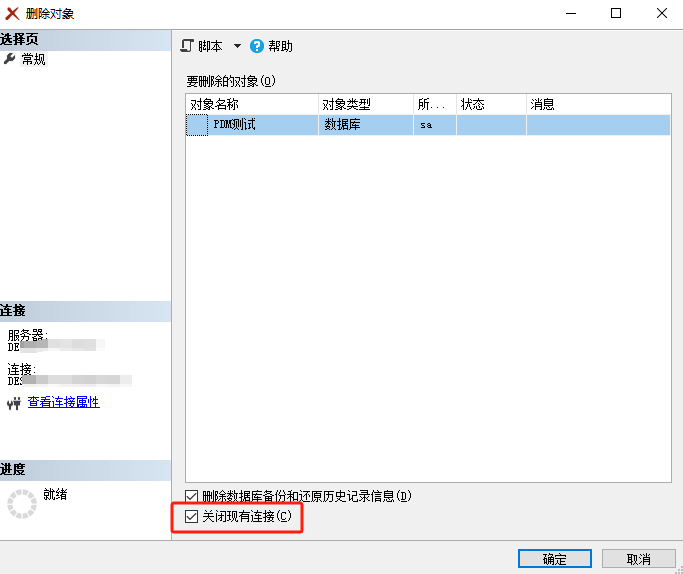 删除对象
选择页
常规
脚本 帮助
要删除的对象(O)
对象名称 对象类型 所... 状态 消息
PDM测试 数据库 sa
连接
服务器:
DE
连接:
DES
查看连接属性
进度
就绪
删除数据库备份和还原历史记录信息(D)
关闭现有连接(C)
确定 取消